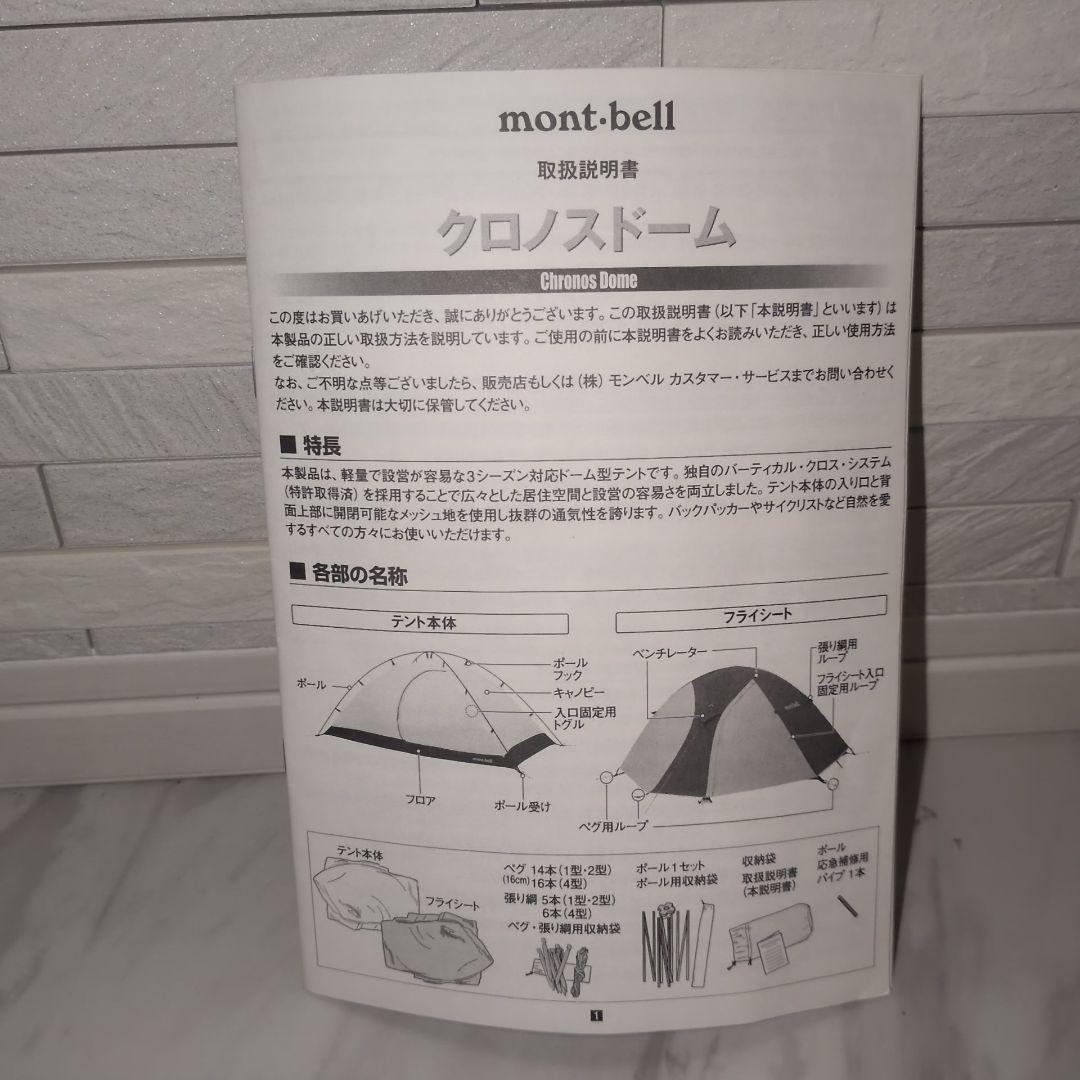 mont·bell
取扱説明書
クロノスドーム
Chronos Dome
この度はお買いあげいただき、誠にありがとうございます。この取扱説明書(以下「本説明書」といいます)は
本製品の正しい取扱方法を説明しています。ご使用の前に本説明書をよくお読みいただき、正しい使用方法
をご確認ください。
なお、ご不明な点等ございましたら、販売店もしくは(株)モンベル カスタマー・サービスまでお問い合わせく
ださい。本説明書は大切に保管してください。
■ 特長
本製品は、軽量で設営が容易な3シーズン対応ドーム型テントです。独自のバーティカル・クロス・システム
(特許取得済)を採用することで広々とした居住空間と設営の容易さを両立しました。テント本体の入り口と背
面上部に開閉可能なメッシュ地を使用し抜群の通気性を誇ります。バックパッカーやサイクリストなど自然を愛
するすべての方々にお使いいただけます。
■ 各部の名称
テント本体
ポール
ポール
フック
キャノピー
入口固定用
トグル
mont-bell
フロア
ポール受け
フライシート
ベンチレーター
張り綱用
ループ
フライシート入口
固定用ループ
mont-bell
ペグ用ループ
テント本体
フライシート
ペグ 14本(1型・2型)
(16cm) 16本(4型)
張り綱 5本(1型・2型)
6本(4型)
ペグ・張り綱用収納袋
ポール1セット
ポール用収納袋
収納袋
取扱説明書
(本説明書)
ポール
応急補修用
パイプ 1本
1